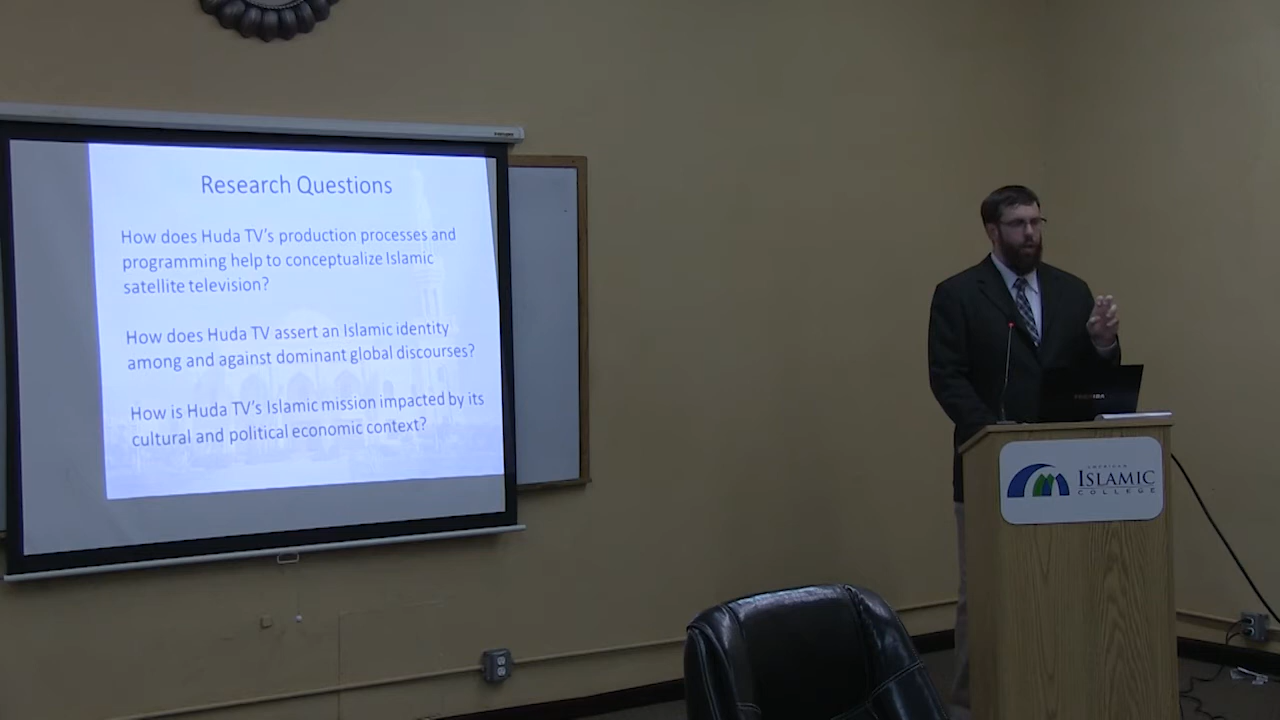 Research Questions
How does Huda TV's production processes and
programming help to conceptualize Islamic
satellite television?
How does Huda TV assert an Islamic identity
among and against dominant global discourses?
How is Huda TV's Islamic mission impacted by its
cultural and political economic context?
TOSHIBA
AMERICAN
ISLAMIC
COLLEGE